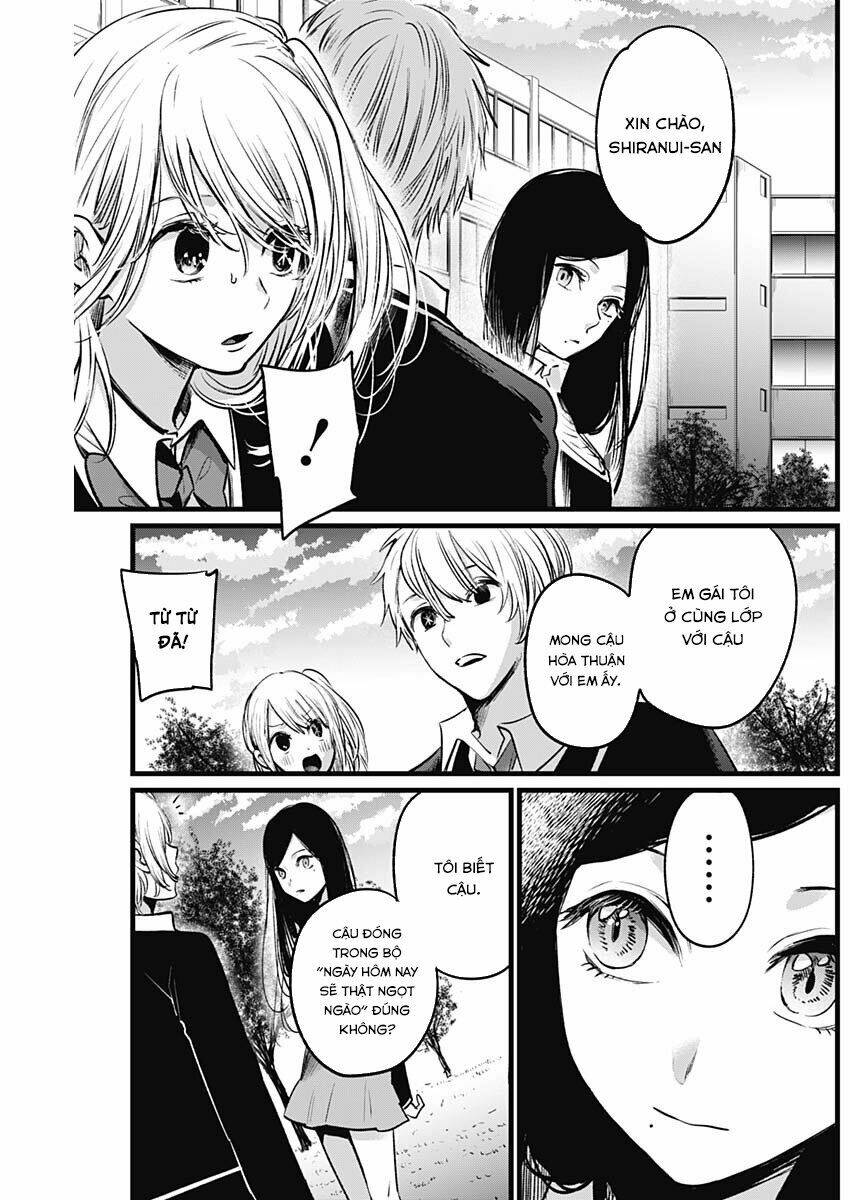 XIN CHÀO,
SHIRANUI-SAN
!
EM GÁI TÔI
Ở CÙNG LỚP
VỚI CẬU
MONG CẬU
HÒA THUẬN
VỚI EM ẤY.
TỪ TỪ
ĐÃ!
......
TÔI BIẾT
CẬU.
CẬU ĐÓNG
TRONG BỘ
“NGÀY HÔM NAY
SẼ THẬT NGỌT
NGÀO” ĐÚNG
KHÔNG?